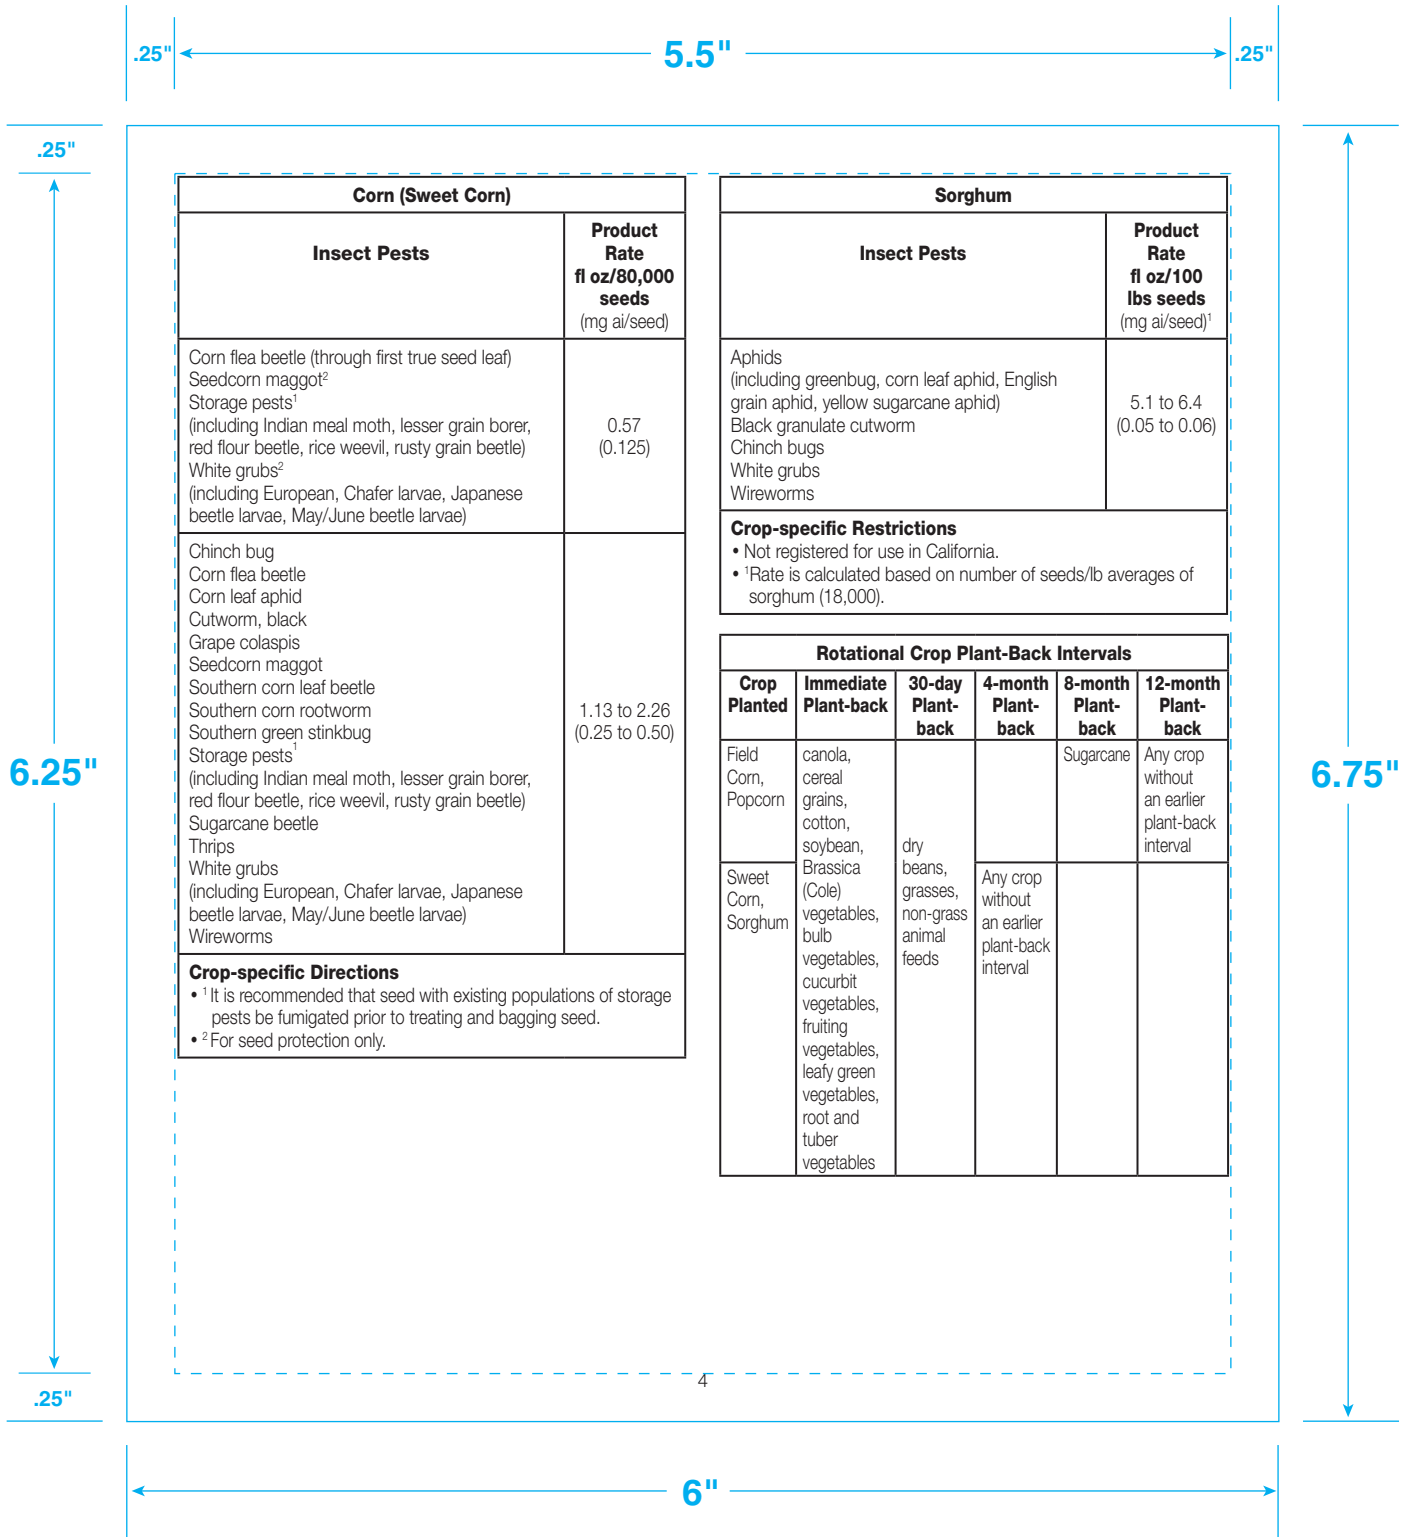 .25"
5.5"
.25"
.25"
6.25"
.25"
6.75"
6"
Corn (Sweet Corn)
Insect Pests
Product
Rate
fl oz/80,000
seeds
(mg ai/seed)
Corn flea beetle (through first true seed leaf)
Seedcorn maggot²
Storage pests¹
(including Indian meal moth, lesser grain borer,
red flour beetle, rice weevil, rusty grain beetle)
White grubs²
(including European, Chafer larvae, Japanese
beetle larvae, May/June beetle larvae)
0.57
(0.125)
Chinch bug
Corn flea beetle
Corn leaf aphid
Cutworm, black
Grape colaspis
Seedcorn maggot
Southern corn leaf beetle
Southern corn rootworm
Southern green stinkbug
Storage pests¹
(including Indian meal moth, lesser grain borer,
red flour beetle, rice weevil, rusty grain beetle)
Sugarcane beetle
Thrips
White grubs
(including European, Chafer larvae, Japanese
beetle larvae, May/June beetle larvae)
Wireworms
1.13 to 2.26
(0.25 to 0.50)
Crop-specific Directions
• ¹ It is recommended that seed with existing populations of storage
pests be fumigated prior to treating and bagging seed.
• ² For seed protection only.
Sorghum
Insect Pests
Product
Rate
fl oz/100
lbs seeds
(mg ai/seed)¹
Aphids
(including greenbug, corn leaf aphid, English
grain aphid, yellow sugarcane aphid)
Black granulate cutworm
Chinch bugs
White grubs
Wireworms
5.1 to 6.4
(0.05 to 0.06)
Crop-specific Restrictions
• Not registered for use in California.
• ¹Rate is calculated based on number of seeds/lb averages of
sorghum (18,000).
Rotational Crop Plant-Back Intervals
Crop
Planted
Immediate
Plant-back
30-day
Plant-
back
4-month
Plant-
back
8-month
Plant-
back
12-month
Plant-
back
Field
Corn,
Popcorn
canola,
cereal
grains,
cotton,
soybean,
Brassica
(Cole)
vegetables,
bulb
vegetables,
cucurbit
vegetables,
fruiting
vegetables,
leafy green
vegetables,
root and
tuber
vegetables
dry
beans,
grasses,
non-grass
animal
feeds
Sugarcane
Any crop
without
an earlier
plant-back
interval
Sweet
Corn,
Sorghum
Any crop
without
an earlier
plant-back
interval
4